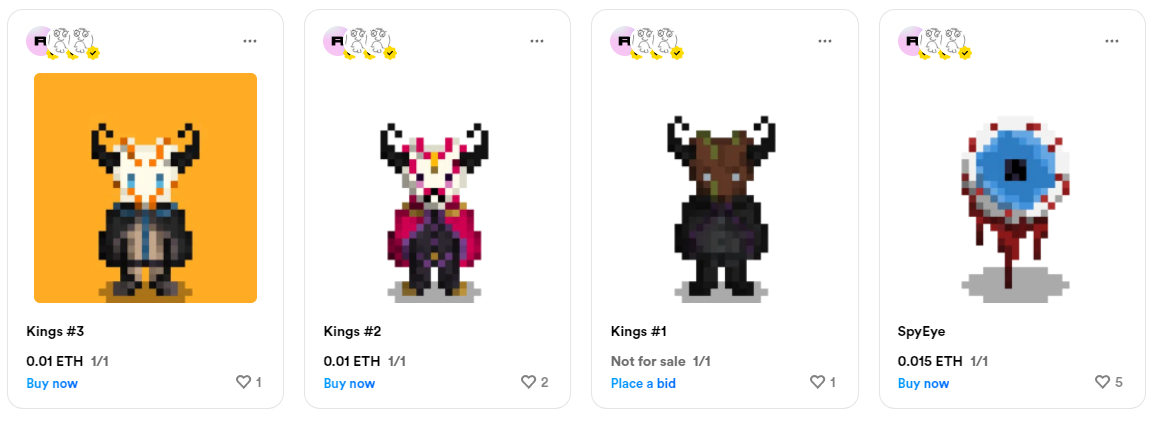 Kings #3
0.01 ETH 1/1
Buy now
1
Kings #2
0.01 ETH 1/1
Buy now
2
Kings #1
Not for sale 1/1
Place a bid
1
SpyEye
0.015 ETH 1/1
Buy now
5